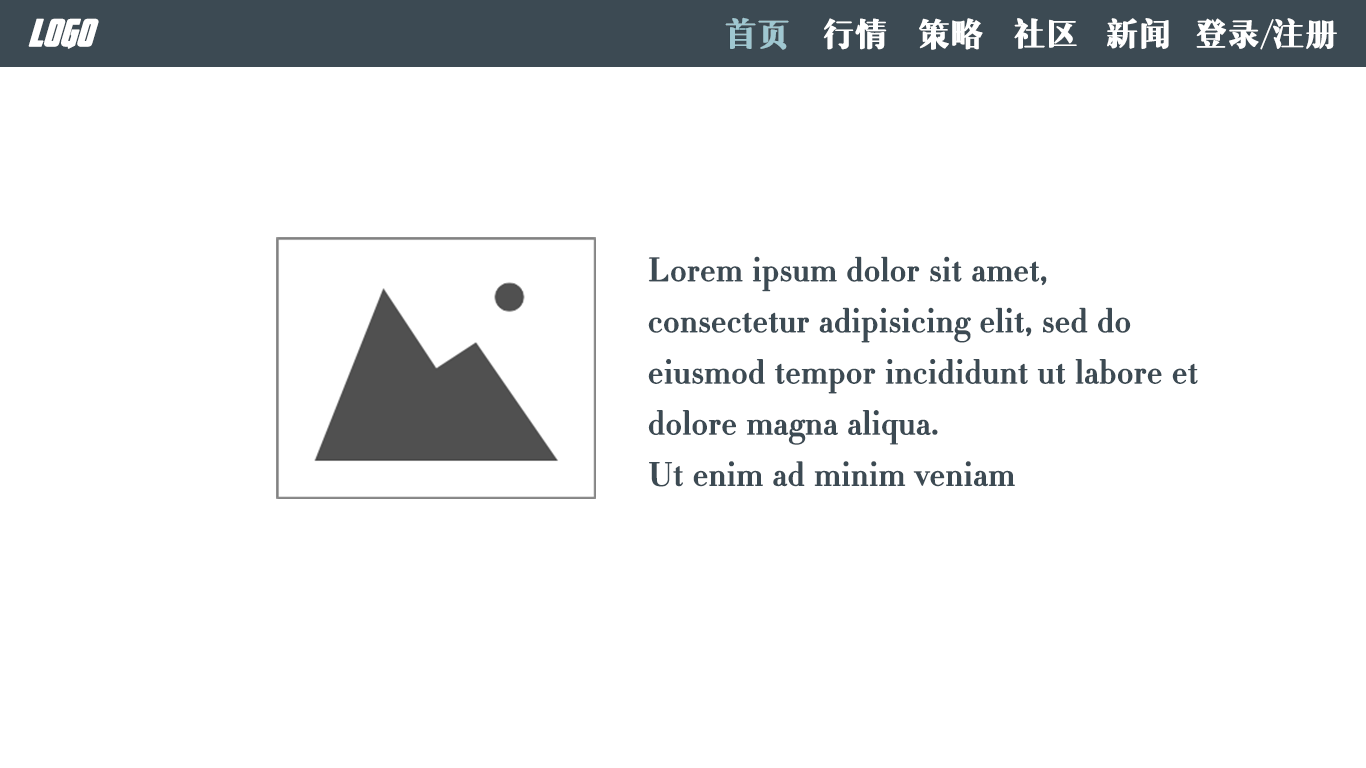 LOGO 首页 行情 策略 社区 新闻 登录/注册
Lorem ipsum dolor sit amet,
consectetur adipisicing elit, sed do
eiusmod tempor incididunt ut labore et
dolore magna aliqua.
Ut enim ad minim veniam